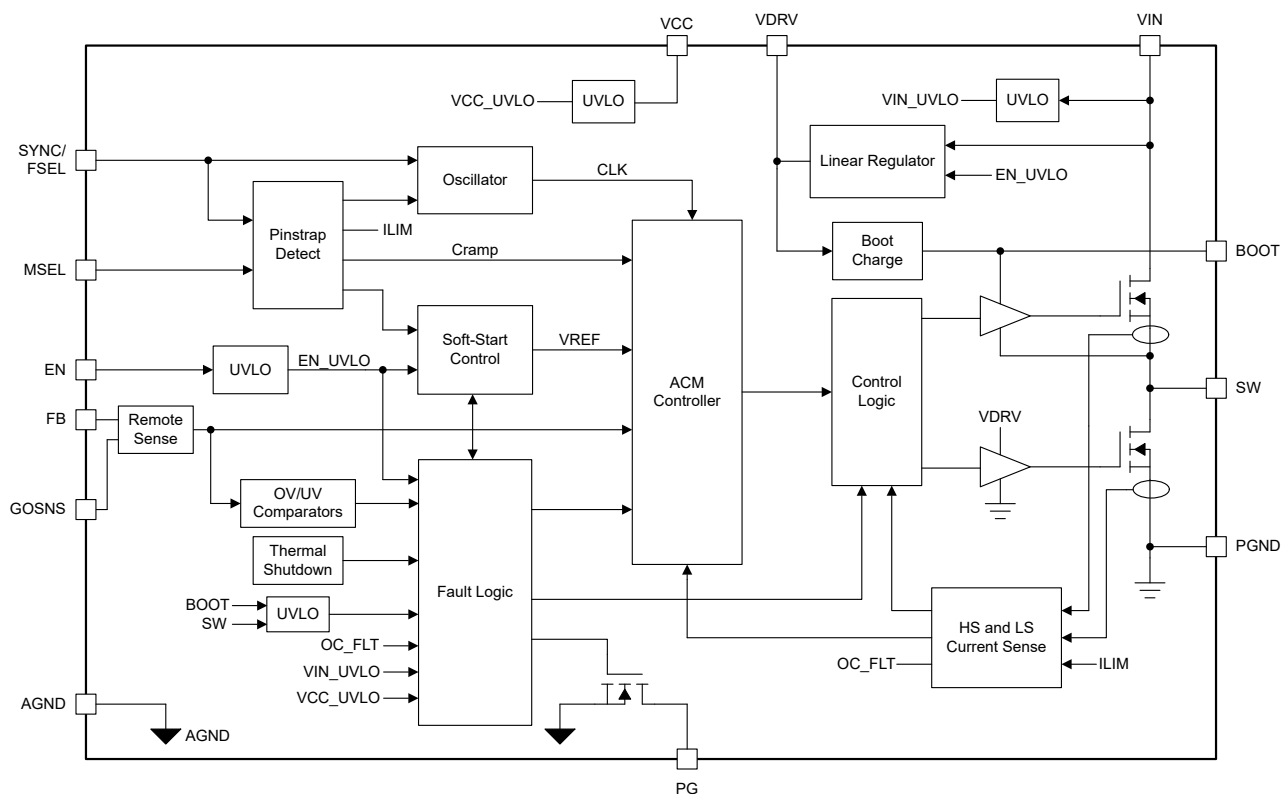 VCC
VDRV
VIN
VCC_UVLO
UVLO
VIN_UVLO
UVLO
SYNC/
FSEL
Oscillator
CLK
Linear Regulator
EN_UVLO
Pinstrap
Detect
ILIM
MSEL
Cramp
Boot
Charge
BOOT
Soft-Start
Control
VREF
EN
UVLO
EN_UVLO
ACM
Controller
Control
Logic
SW
FB
Remote
Sense
VDRV
GOSNS
OV/UV
Comparators
Thermal
Shutdown
Fault Logic
PGND
BOOT
SW
UVLO
OC_FLT
VIN_UVLO
VCC_UVLO
HS and LS
Current Sense
OC_FLT
ILIM
AGND
AGND
PG